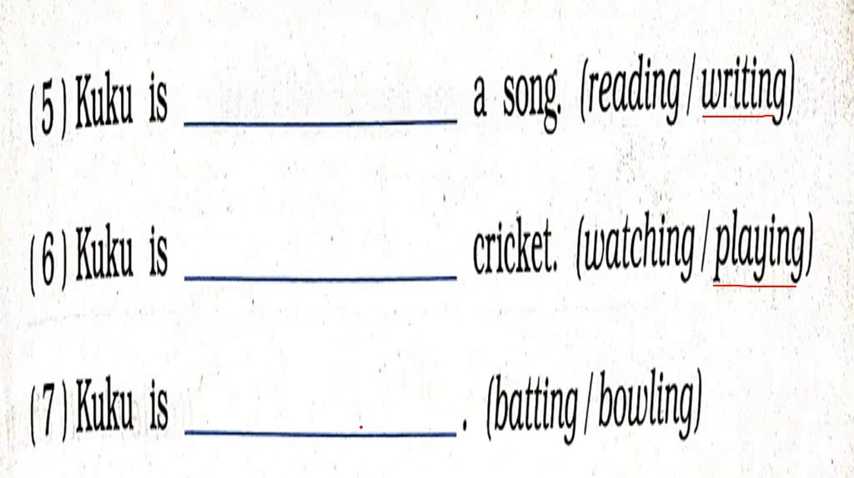 (5) Kuku is ____________ a song. (reading / writing)
(6) Kuku is ____________ cricket. (watching / playing)
(7) Kuku is ____________ . (batting / bowling)